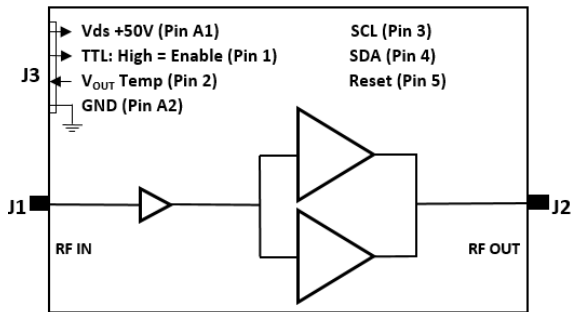 Vds +50V (Pin A1)
SCL (Pin 3)
TTL: High = Enable (Pin 1)
SDA (Pin 4)
J3
VOUT Temp (Pin 2)
Reset (Pin 5)
GND (Pin A2)
J1
J2
RF IN
RF OUT